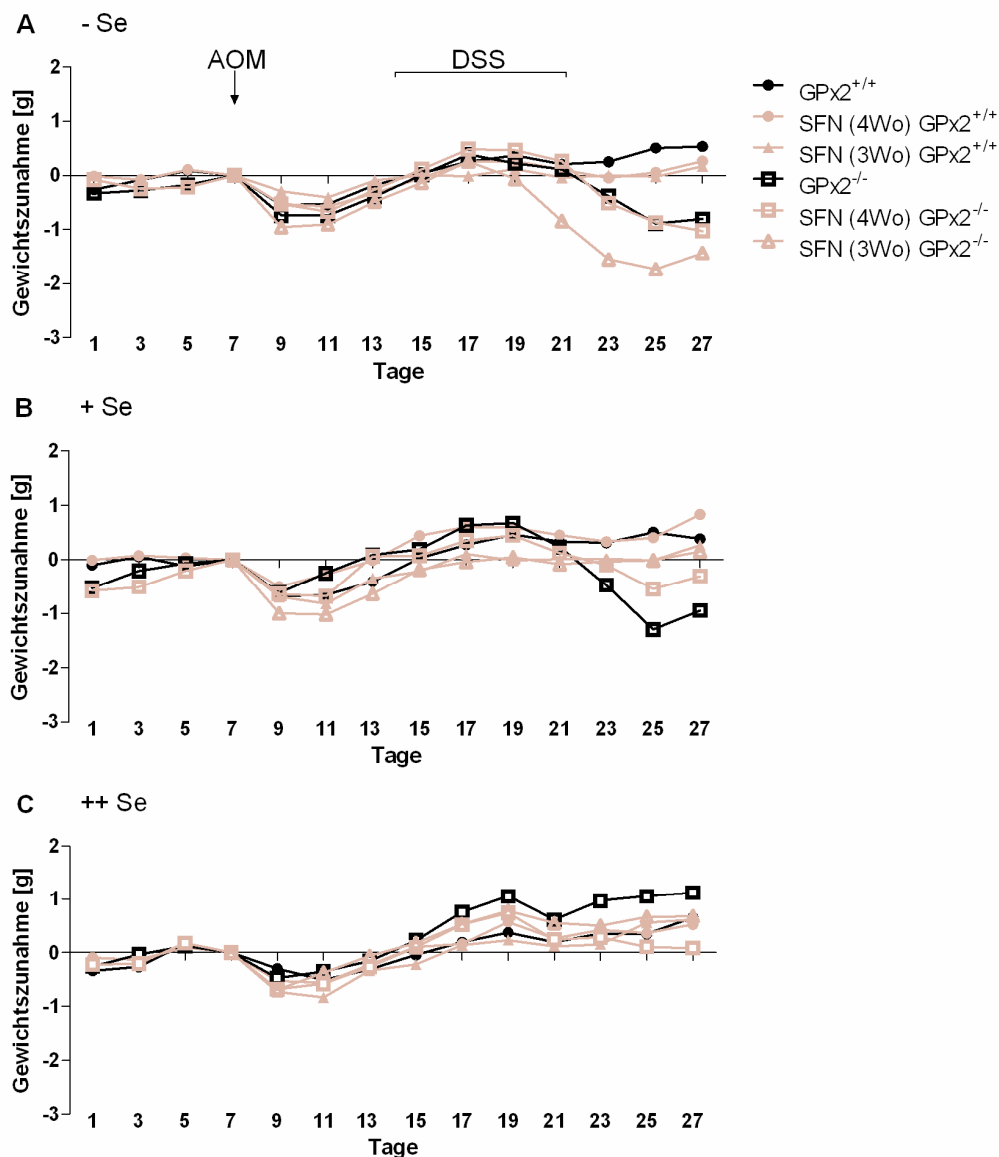 A - Se
AOM DSS
2
1
0
-1
-2
-3
Gewichtszunahme [g]
1 3 5 7 9 11 13 15 17 19 21 23 25 27
Tage
GPx2+/+
SFN (4Wo) GPx2+/+
SFN (3Wo) GPx2+/+
GPx2-/-
SFN (4Wo) GPx2-/-
SFN (3Wo) GPx2-/-
B + Se
2
1
0
-1
-2
-3
Gewichtszunahme [g]
1 3 5 7 9 11 13 15 17 19 21 23 25 27
Tage
C ++ Se
2
1
0
-1
-2
-3
Gewichtszunahme [g]
1 3 5 7 9 11 13 15 17 19 21 23 25 27
Tage